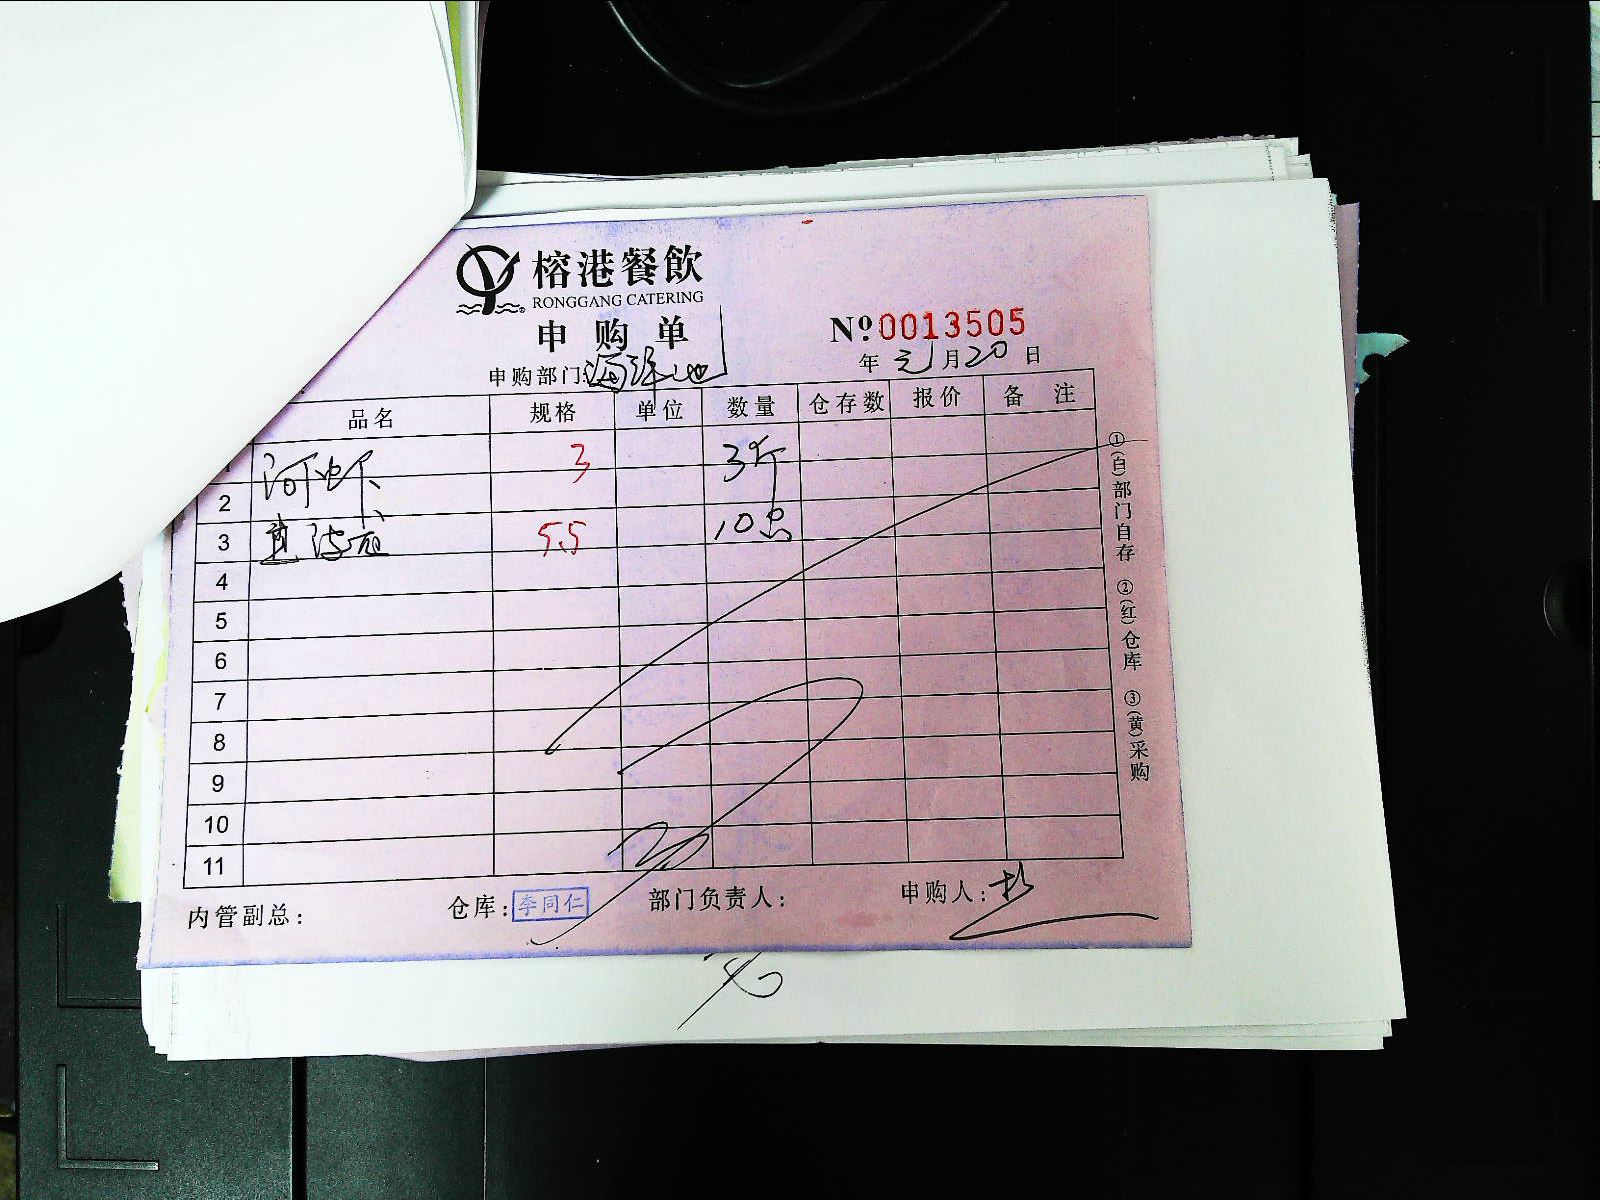 榕港餐飲
RONGGANG CATERING
申购单
№0013505
申购部门:
年 元月20日
品名 规格 单位 数量 仓存数 报价 备注
1 3 3斤
2
3 55 10
4
5
6
7
8
9
10
11
内管副总: 仓库: 李同仁 部门负责人: 申购人:
①(白)部门自存 ②(红)仓库 ③(黄)采购